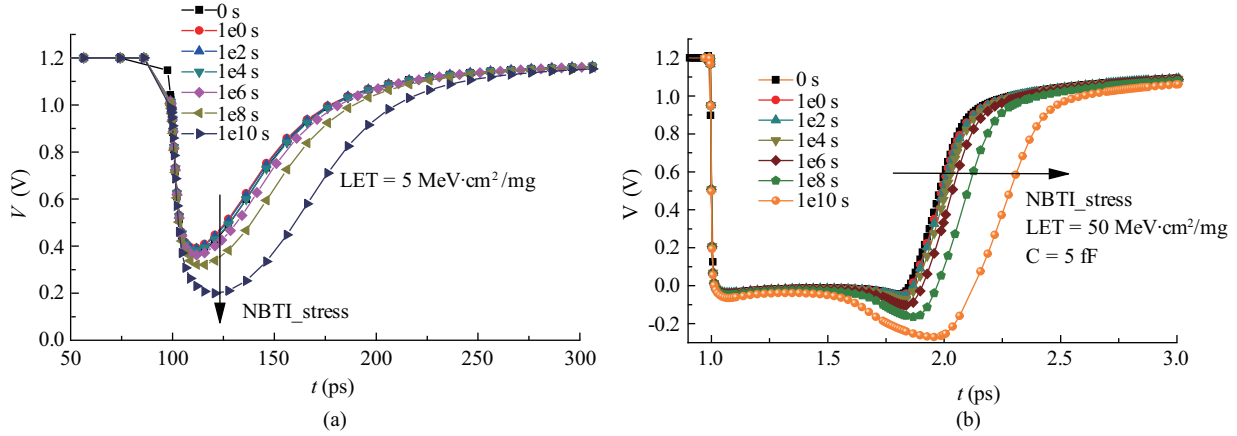 0 s
1e0 s
1e2 s
1e4 s
1e6 s
1e8 s
1e10 s
1.2
1.0
0.8
0.6
0.4
0.2
0.0
V (V)
LET = 5 MeV·cm²/mg
NBTI_stress
50 100 150 200 250 300
t (ps)
(a)
0 s
1e0 s
1e2 s
1e4 s
1e6 s
1e8 s
1e10 s
1.2
1.0
0.8
0.6
0.4
0.2
0.0
-0.2
V (V)
NBTI_stress
LET = 50 MeV·cm²/mg
C = 5 fF
1.0 1.5 2.0 2.5 3.0
t (ps)
(b)